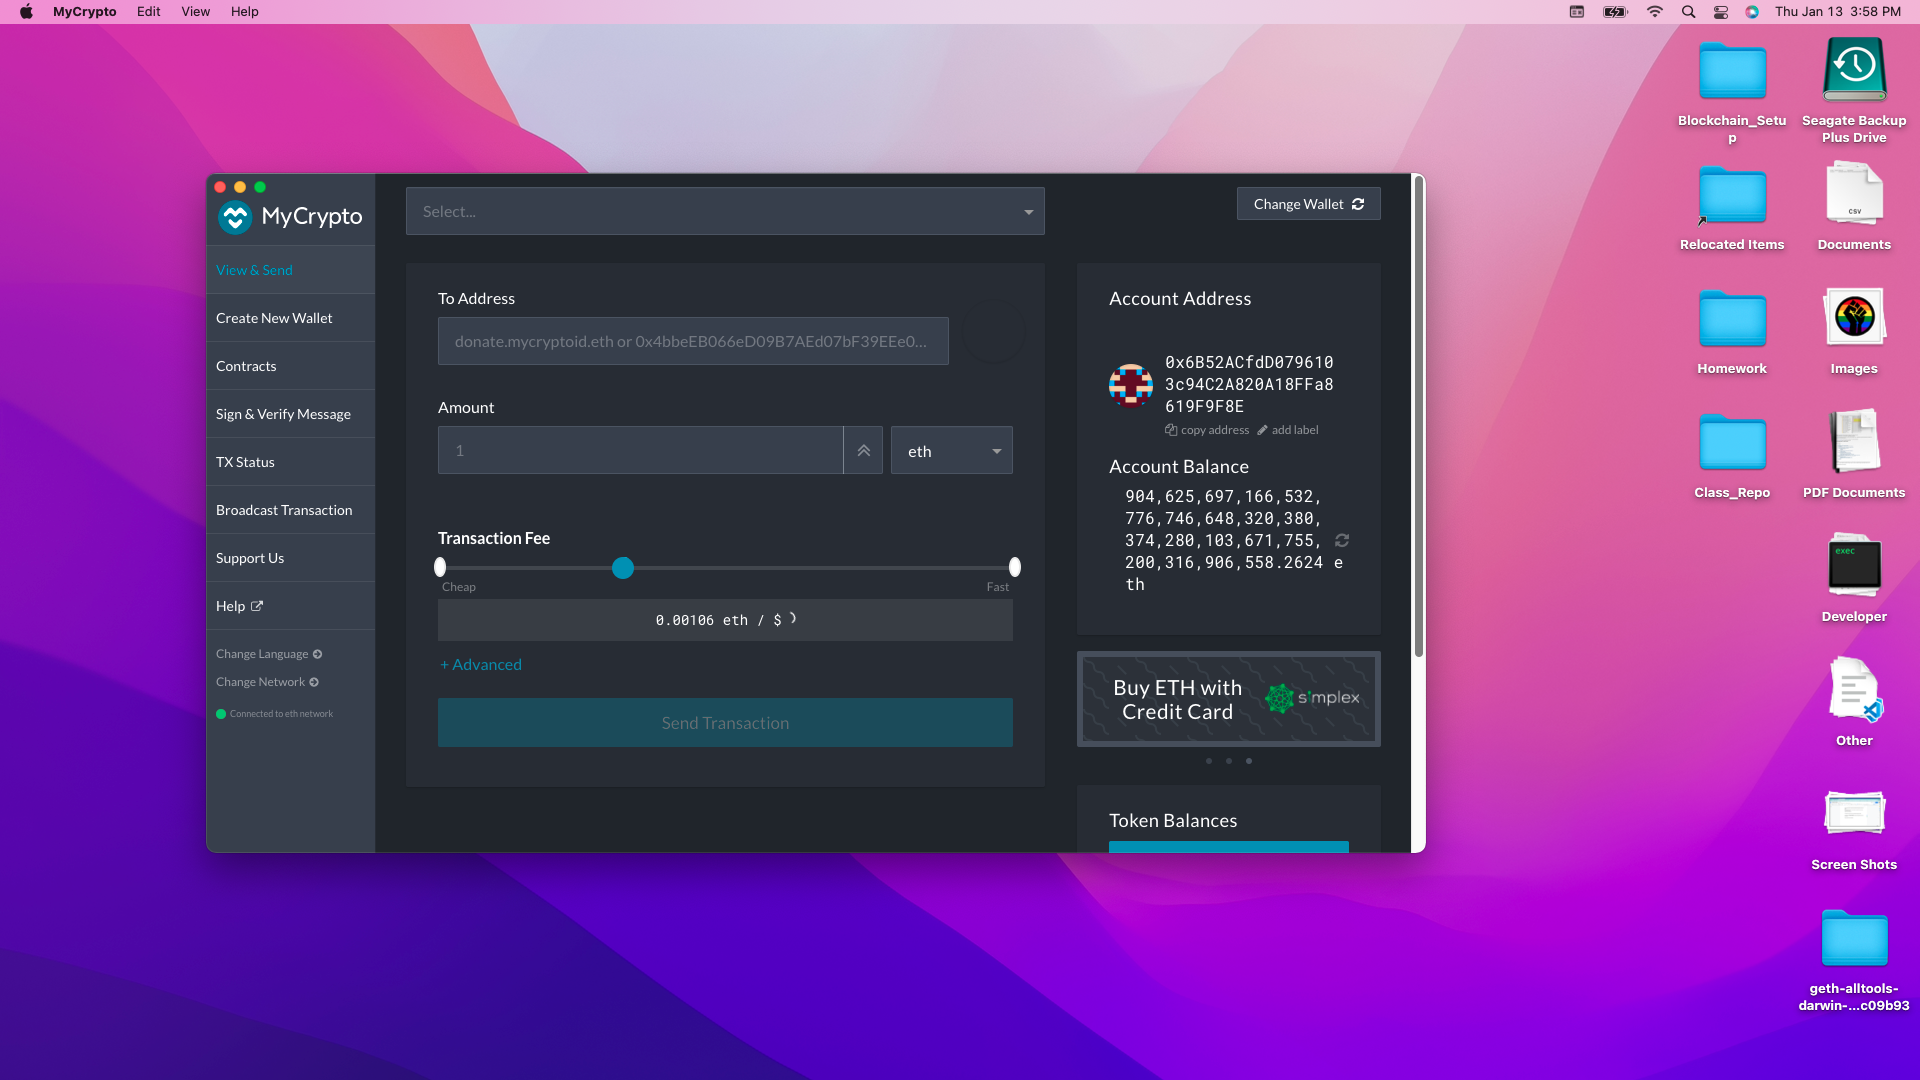 MyCrypto Edit View Help
Thu Jan 13 3:58 PM
MyCrypto
View & Send
Create New Wallet
Contracts
Sign & Verify Message
TX Status
Broadcast Transaction
Support Us
Help
Change Language
Change Network
Connected to eth network
Select...
Change Wallet
To Address
donate.mycryptoid.eth or 0x4bbeEB066eD09B7AEd07bF39EEe0...
Amount
1
eth
Transaction Fee
Cheap
Fast
0.00106 eth / $
+ Advanced
Send Transaction
Account Address
0x6B52ACfdD079610
3c94C2A820A18FFa8
619F9F8E
copy address add label
Account Balance
904,625,697,166,532,
776,746,648,320,380,
374,280,103,671,755,
200,316,906,558.2624 e
th
Buy ETH with
Credit Card
simplex
Token Balances
Blockchain_Setu
p
Seagate Backup
Plus Drive
Relocated Items
CSV
Documents
Homework
Images
Class_Repo
PDF Documents
exec
Developer
Other
Screen Shots
geth-alltools-
darwin-...c09b93